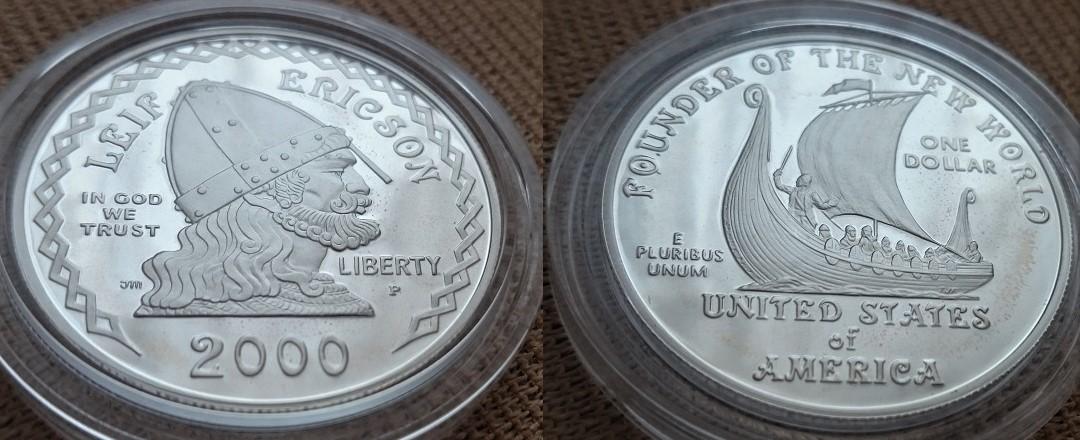 LEIF ERICSON
IN GOD
WE
TRUST
JM
LIBERTY
P
2000
FOUNDER OF THE NEW WORLD
ONE
DOLLAR
E
PLURIBUS
UNUM
UNITED STATES
of
AMERICA